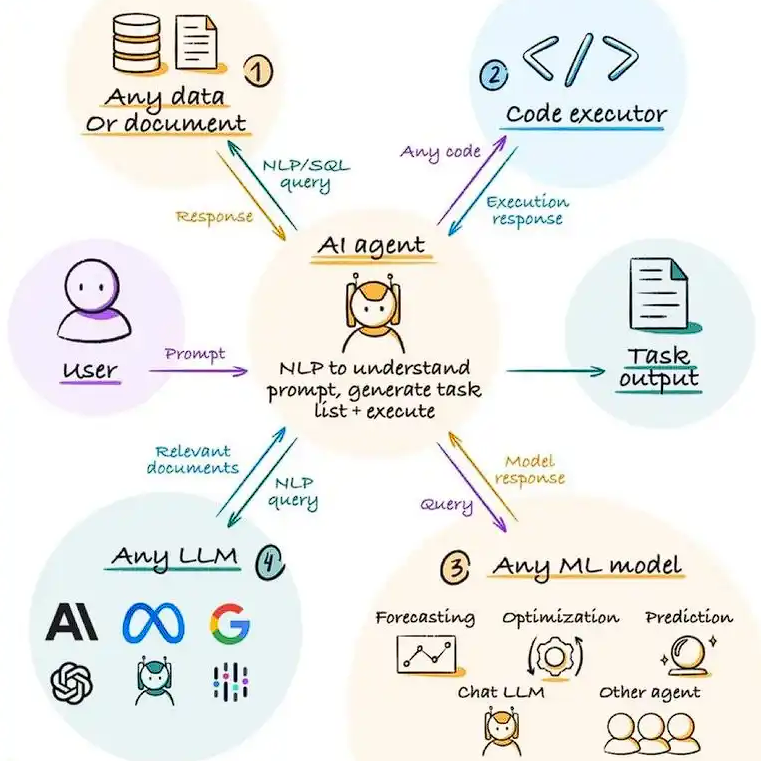 1
Any data
Or document
2
Code executor
NLP/SQL
query
Response
Any code
Execution
response
AI agent
NLP to understand
prompt, generate task
list + execute
User
Prompt
Task
output
Relevant
documents
NLP
query
Model
response
Query
Any LLM
4
AI
G
3
Any ML model
Forecasting
Optimization
Prediction
Chat LLM
Other agent